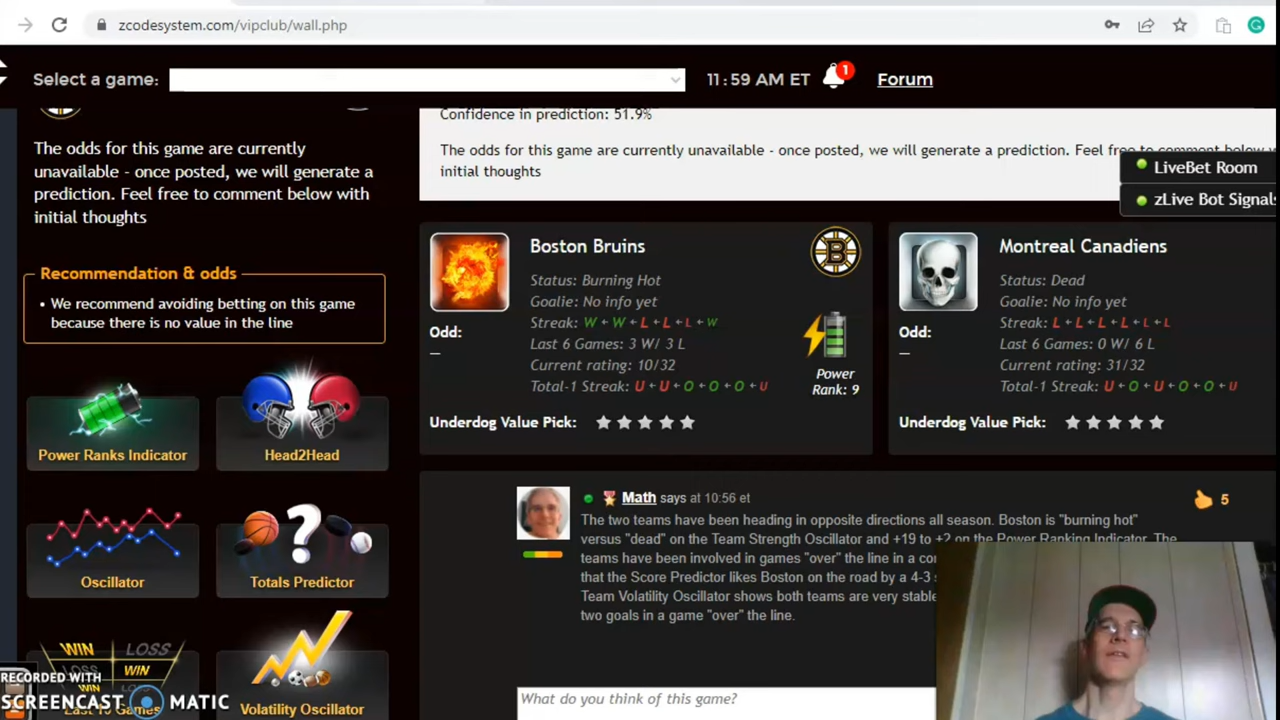 zcodesystem.com/vipclub/wall.php
Select a game:
11:59 AM ET
1
Forum
The odds for this game are currently
unavailable - once posted, we will generate a
prediction. Feel free to comment below with
initial thoughts
Recommendation & odds
• We recommend avoiding betting on this game
because there is no value in the line
Power Ranks Indicator
Head2Head
Oscillator
Totals Predictor
WIN LOSS
LOSS WIN
WIN
Last 10 Games
Volatility Oscillator
RECORDED WITH
SCREENCAST MATIC
Confidence in prediction: 51.9%
The odds for this game are currently unavailable - once posted, we will generate a prediction. Feel free to comment below
initial thoughts
LiveBet Room
zLive Bot Signals
Boston Bruins
Status: Burning Hot
Goalie: No info yet
Odd:
Streak: W←W←L←L←L←W
—
Last 6 Games: 3 W/ 3 L
Current rating: 10/32
Total-1 Streak: U←U←O←O←O←U
B
Power
Rank: 9
Underdog Value Pick:
Montreal Canadiens
Status: Dead
Goalie: No info yet
Odd:
Streak: L←L←L←L←L←L
—
Last 6 Games: 0 W/ 6 L
Current rating: 31/32
Total-1 Streak: U←O←U←O←O←U
Underdog Value Pick:
Math says at 10:56 et
5
The two teams have been heading in opposite directions all season. Boston is "burning hot"
versus "dead" on the Team Strength Oscillator and +19 to +2 on the Power Ranking Indicator. The
teams have been involved in games "over" the line in a
that the Score Predictor likes Boston on the road by a 4-3
Team Volatility Oscillator shows both teams are very stable
two goals in a game "over" the line.
What do you think of this game?